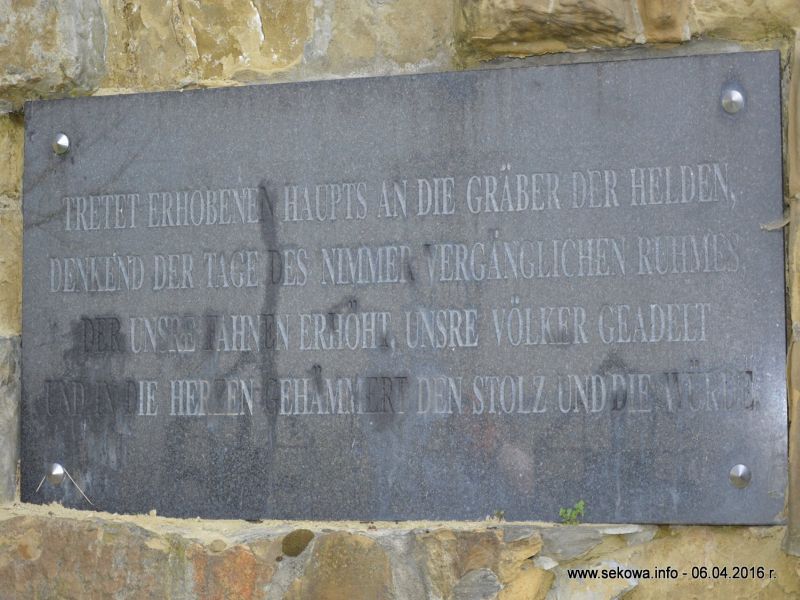 TRETET ERHOBENEN HAUPTS AN DIE GRÄBER DER HELDEN,
DENKEND DER TAGE DES NIMMER VERGÄNGLICHEN RUHMES,
DER UNSRE FAHNEN ERHÖHT, UNSRE VÖLKER GEADELT
UND IN DIE HERZEN GEHÄMMERT DEN STOLZ UND DIE WÜRDE.
www.sekowa.info - 06.04.2016 r.